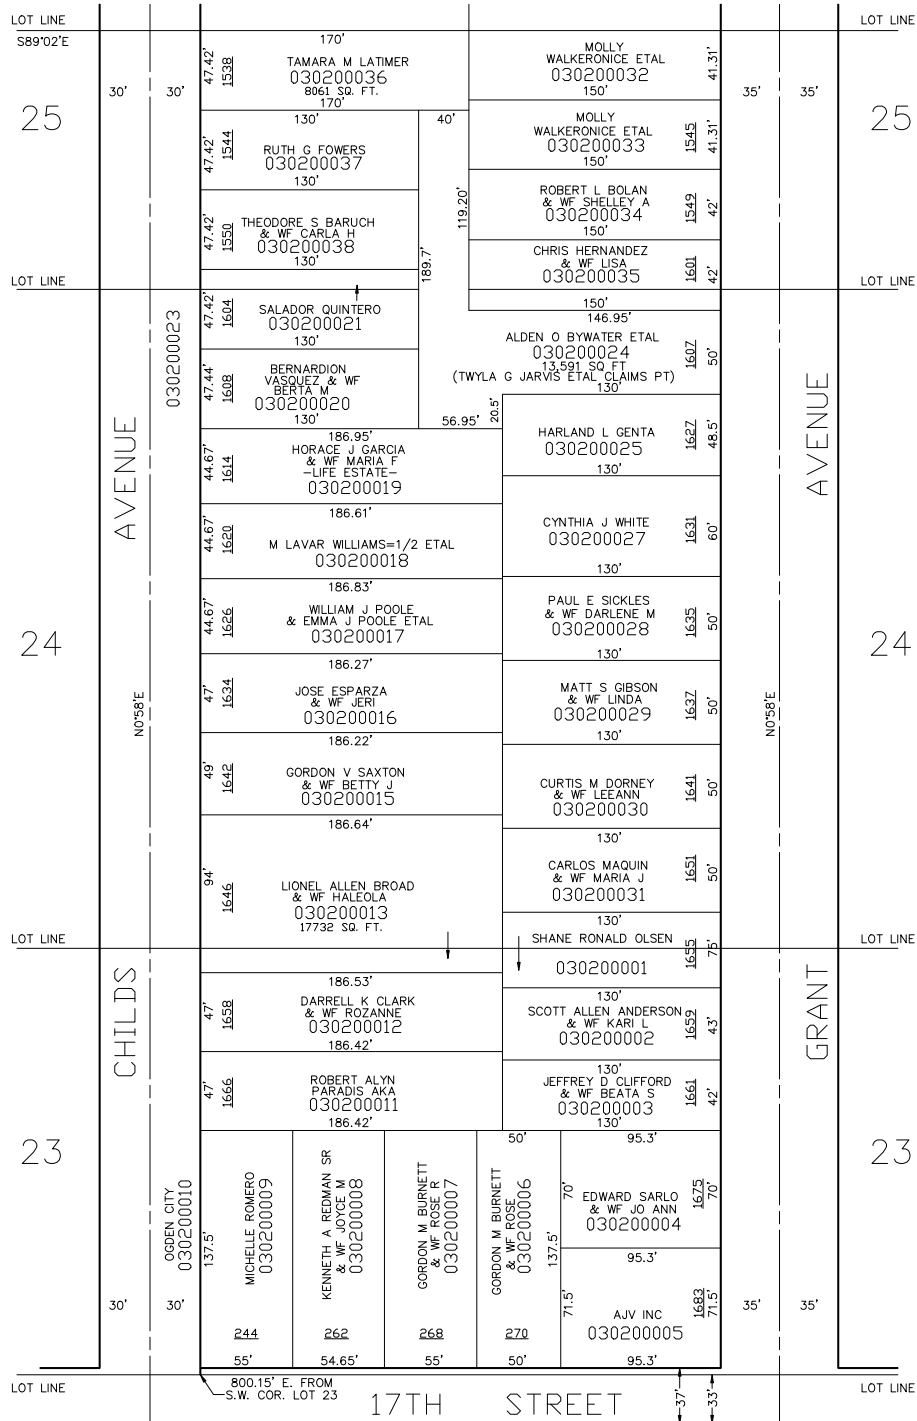 LOT LINE
LOT LINE
S89°02'E
170'
47.42'
1538
TAMARA M LATIMER
030200036
8061 SQ. FT.
170'
MOLLY
WALKERONICE ETAL
030200032
150'
41.31'
30'
30'
35'
35'
25
25
130'
40'
47.42'
1544
RUTH G FOWERS
030200037
130'
MOLLY
WALKERONICE ETAL
030200033
150'
1545
41.31'
119.20'
47.42'
1550
THEODORE S BARUCH
& WF CARLA H
030200038
130'
189.7'
ROBERT L BOLAN
& WF SHELLEY A
030200034
150'
1549
42'
CHRIS HERNANDEZ
& WF LISA
030200035
150'
1601
42'
LOT LINE
LOT LINE
030200023
47.42'
1604
SALADOR QUINTERO
030200021
130'
146.95'
ALDEN O BYWATER ETAL
030200024
13,591 SQ FT
(TWYLA G JARVIS ETAL CLAIMS PT)
130'
1607
50'
47.44'
1608
BERNARDION
VASQUEZ & WF
BERTA M
030200020
130'
56.95'
20.5'
AVENUE
AVENUE
HARLAND L GENTA
030200025
130'
1627
48.5'
186.95'
44.67'
1614
HORACE J GARCIA
& WF MARIA F
-LIFE ESTATE-
030200019
186.61'
44.67'
1620
M LAVAR WILLIAMS=1/2 ETAL
030200018
CYNTHIA J WHITE
030200027
130'
1631
60'
186.83'
44.67'
1626
WILLIAM J POOLE
& EMMA J POOLE ETAL
030200017
PAUL E SICKLES
& WF DARLENE M
030200028
130'
1635
50'
24
24
186.27'
47'
1634
JOSE ESPARZA
& WF JERI
030200016
MATT S GIBSON
& WF LINDA
030200029
130'
1637
50'
N0°58'E
N0°58'E
186.22'
49'
1642
GORDON V SAXTON
& WF BETTY J
030200015
CURTIS M DORNEY
& WF LEEANN
030200030
130'
1641
50'
186.64'
94'
1646
LIONEL ALLEN BROAD
& WF HALEOLA
030200013
17732 SQ. FT.
CARLOS MAQUIN
& WF MARIA J
030200031
130'
1651
50'
LOT LINE
LOT LINE
SHANE RONALD OLSEN
030200001
130'
1655
75'
CHILDS
GRANT
186.53'
47'
1658
DARRELL K CLARK
& WF ROZANNE
030200012
186.42'
SCOTT ALLEN ANDERSON
& WF KARI L
030200002
130'
1659
43'
47'
1666
ROBERT ALYN
PARADIS AKA
030200011
186.42'
JEFFREY D CLIFFORD
& WF BEATA S
030200003
130'
1661
42'
23
23
OGDEN CITY
030200010
137.5'
MICHELLE ROMERO
030200009
244
55'
KENNETH A REDMAN SR
& WF JOYCE M
030200008
262
54.65'
GORDON M BURNETT
& WF ROSE R
030200007
268
55'
50'
GORDON M BURNETT
& WF ROSE
030200006
137.5'
270
50'
95.3'
70'
EDWARD SARLO
& WF JO ANN
030200004
1675
70'
95.3'
71.5'
AJV INC
030200005
1683
71.5'
95.3'
30'
30'
35'
35'
LOT LINE
LOT LINE
800.15' E. FROM
S.W. COR. LOT 23
17TH STREET
37'
33'